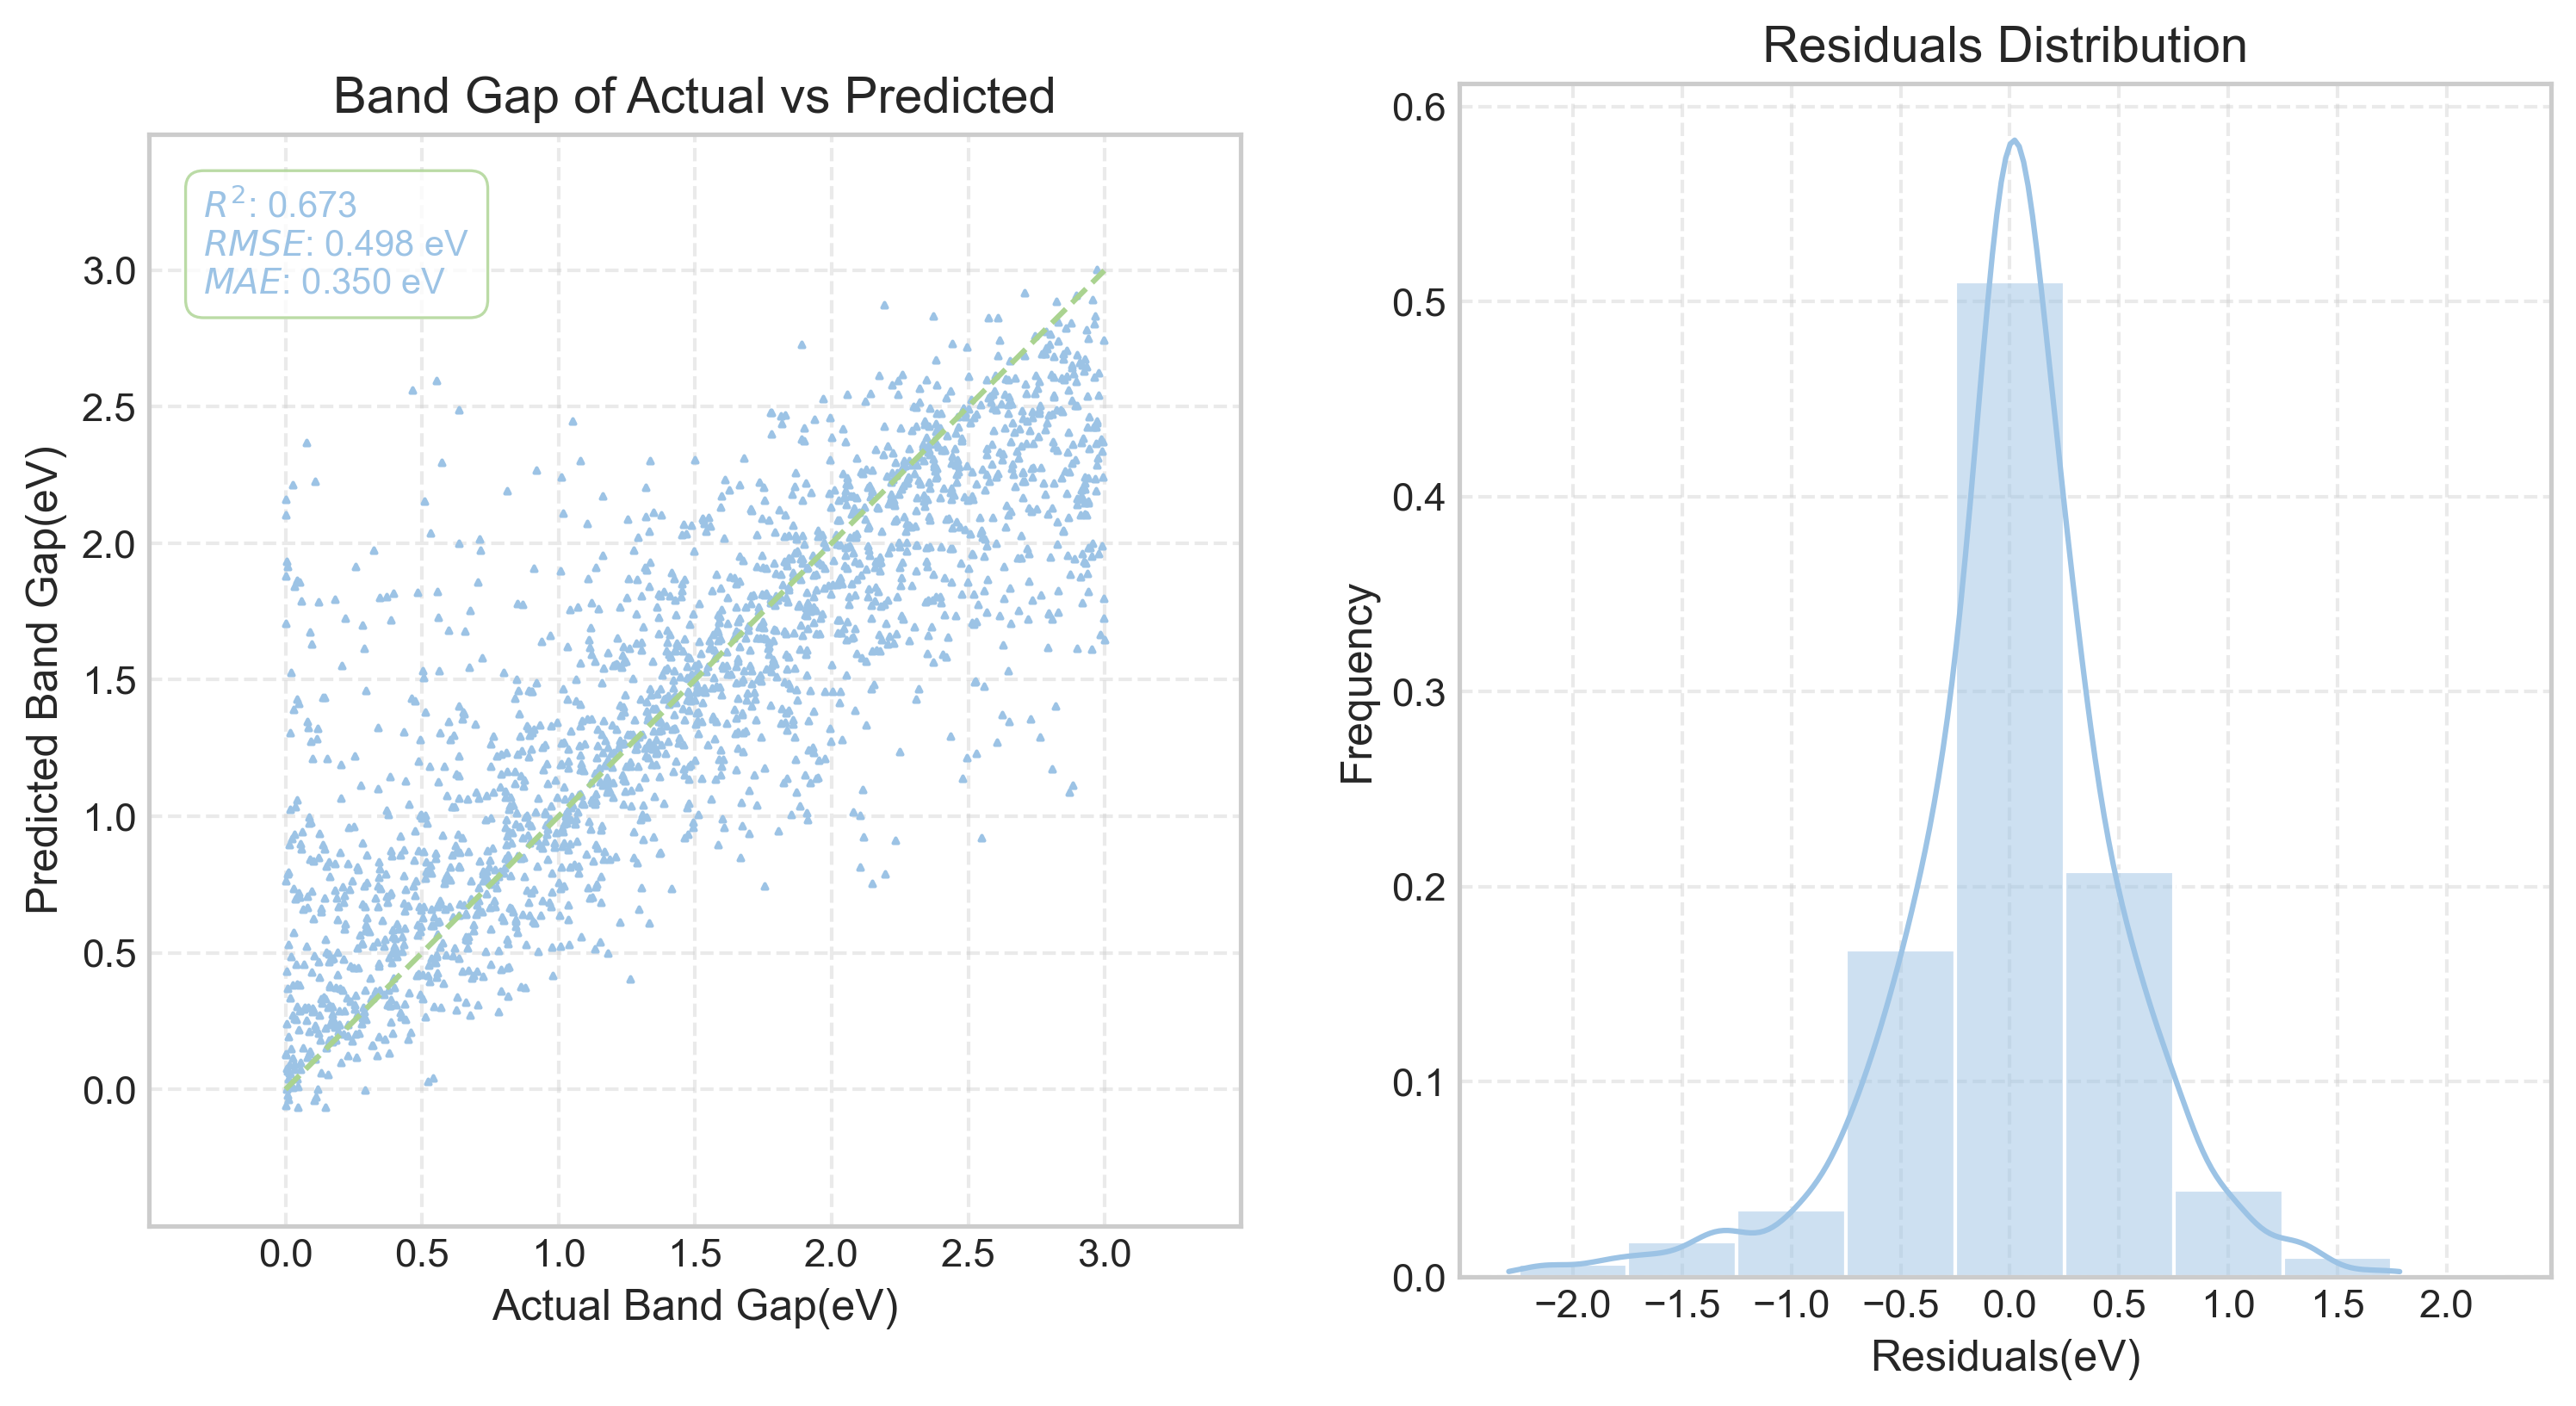 Band Gap of Actual vs Predicted
R²: 0.673
RMSE: 0.498 eV
MAE: 0.350 eV
3.0
2.5
2.0
1.5
1.0
0.5
0.0
Predicted Band Gap(eV)
0.0 0.5 1.0 1.5 2.0 2.5 3.0
Actual Band Gap(eV)
Residuals Distribution
0.6
0.5
0.4
0.3
0.2
0.1
0.0
Frequency
−2.0 −1.5 −1.0 −0.5 0.0 0.5 1.0 1.5 2.0
Residuals(eV)